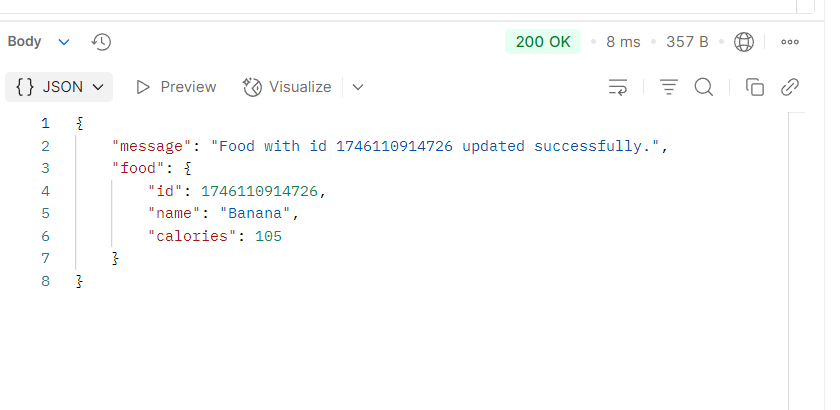 Body
200 OK • 8 ms • 357 B
{} JSON Preview Visualize
1 {
2 "message": "Food with id 1746110914726 updated successfully.",
3 "food": {
4 "id": 1746110914726,
5 "name": "Banana",
6 "calories": 105
7 }
8 }